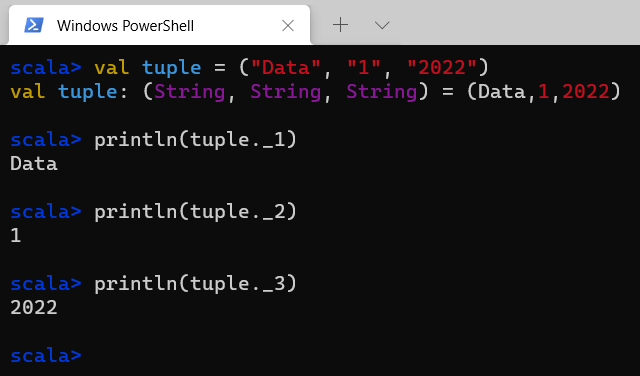 Windows PowerShell
scala> val tuple = ("Data", "1", "2022")
val tuple: (String, String, String) = (Data,1,2022)
scala> println(tuple._1)
Data
scala> println(tuple._2)
1
scala> println(tuple._3)
2022
scala>